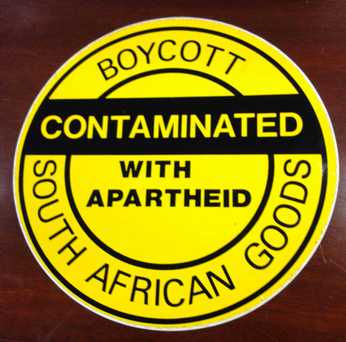 BOYCOTT
CONTAMINATED
WITH
APARTHEID
SOUTH AFRICAN GOODS